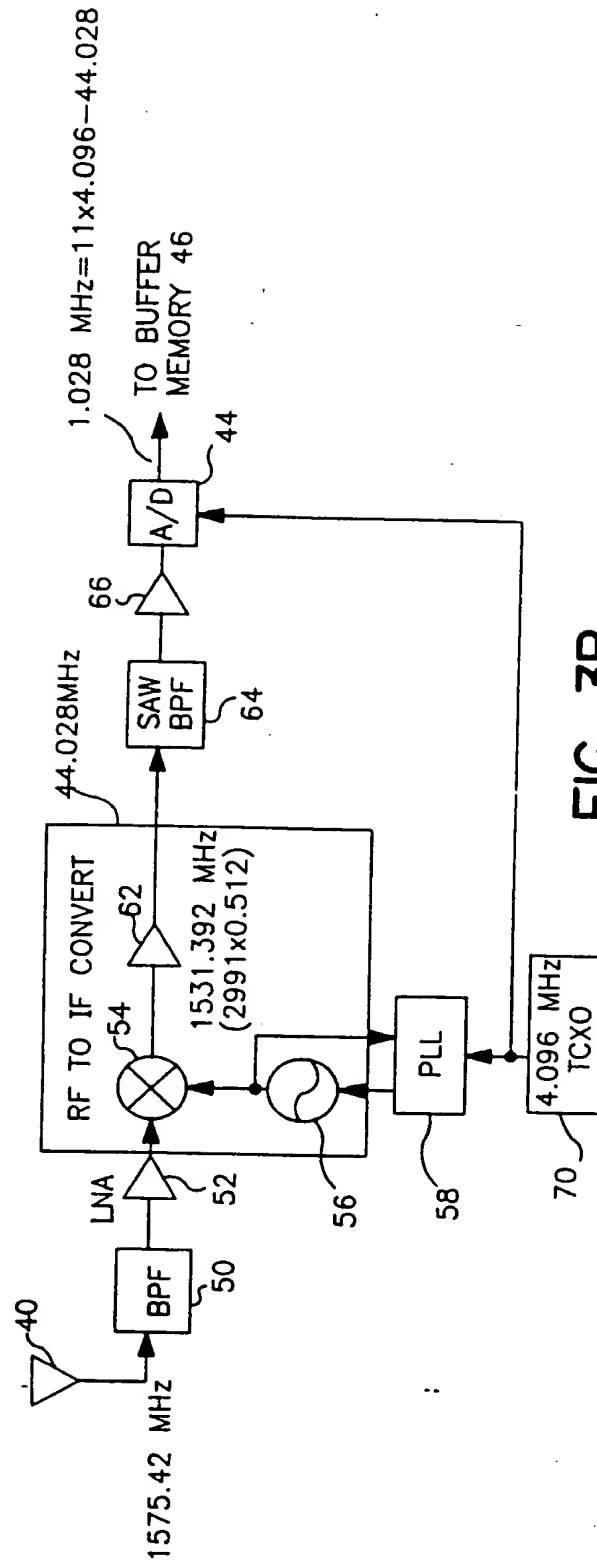 1575.42 MHz
40
BPF
50
LNA
52
RF TO IF CONVERT
54
62
1531.392 MHz
(2991x0.512)
56
PLL
58
4.096 MHz
TCXO
70
44.028MHz
SAW
BPF
64
66
A/D
44
1.028 MHz=11x4.096−44.028
TO BUFFER
MEMORY 46